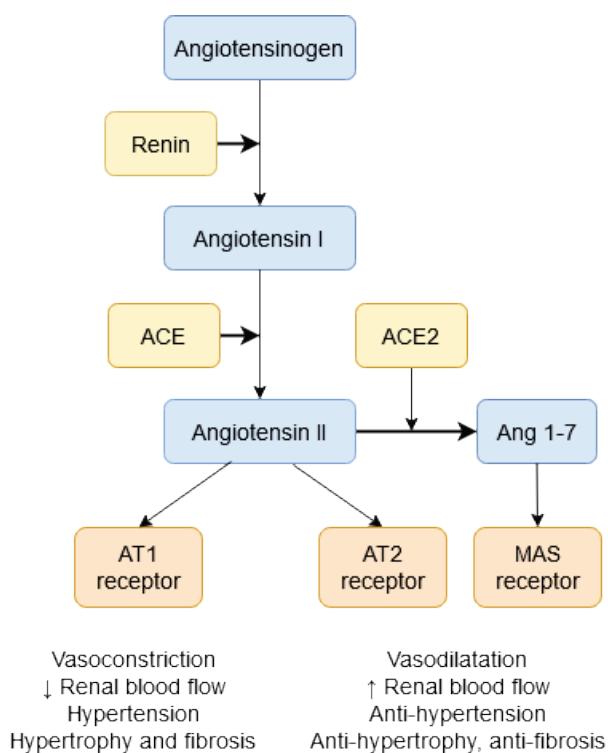 Angiotensinogen
Renin
Angiotensin I
ACE
ACE2
Angiotensin II
Ang 1-7
AT1
receptor
AT2
receptor
MAS
receptor
Vasoconstriction
↓ Renal blood flow
Hypertension
Hypertrophy and fibrosis
Vasodilatation
↑ Renal blood flow
Anti-hypertension
Anti-hypertrophy, anti-fibrosis